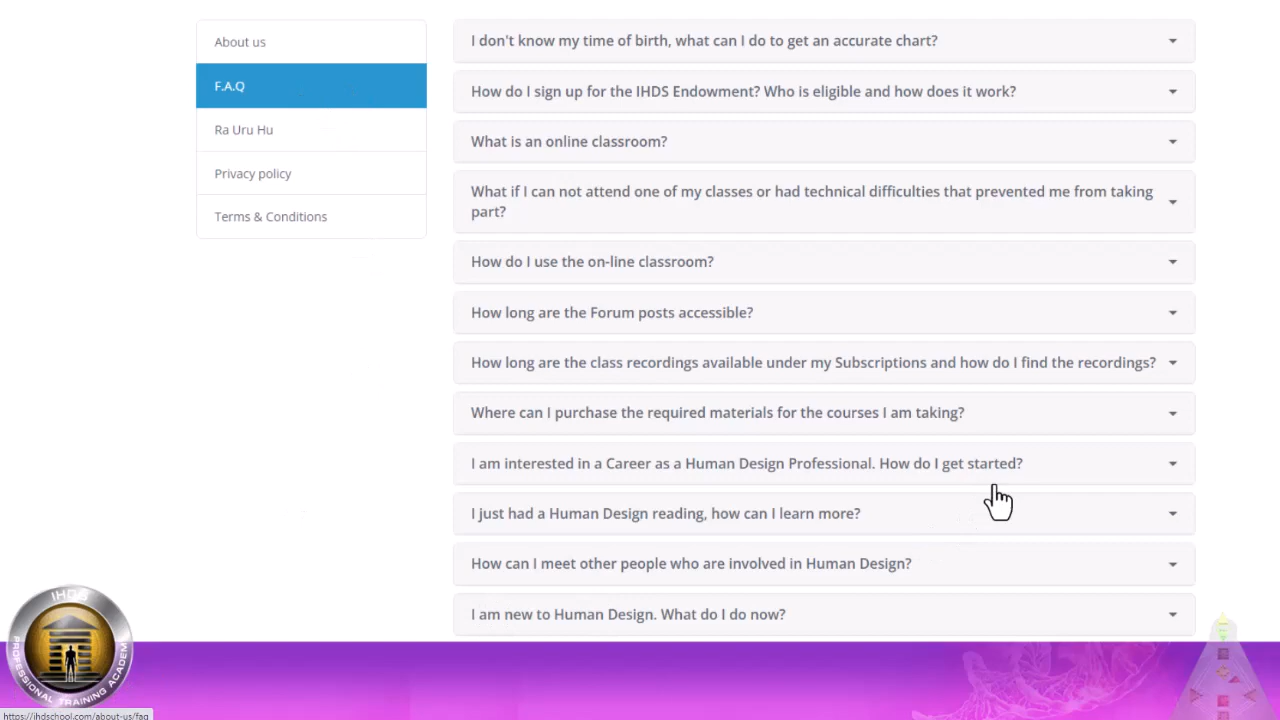 About us
F.A.Q
Ra Uru Hu
Privacy policy
Terms & Conditions
I don't know my time of birth, what can I do to get an accurate chart?
How do I sign up for the IHDS Endowment? Who is eligible and how does it work?
What is an online classroom?
What if I can not attend one of my classes or had technical difficulties that prevented me from taking
part?
How do I use the on-line classroom?
How long are the Forum posts accessible?
How long are the class recordings available under my Subscriptions and how do I find the recordings?
Where can I purchase the required materials for the courses I am taking?
I am interested in a Career as a Human Design Professional. How do I get started?
I just had a Human Design reading, how can I learn more?
How can I meet other people who are involved in Human Design?
I am new to Human Design. What do I do now?
IHDS
PROFESSIONAL TRAINING ACADEMY
https://ihdschool.com/about-us/faq